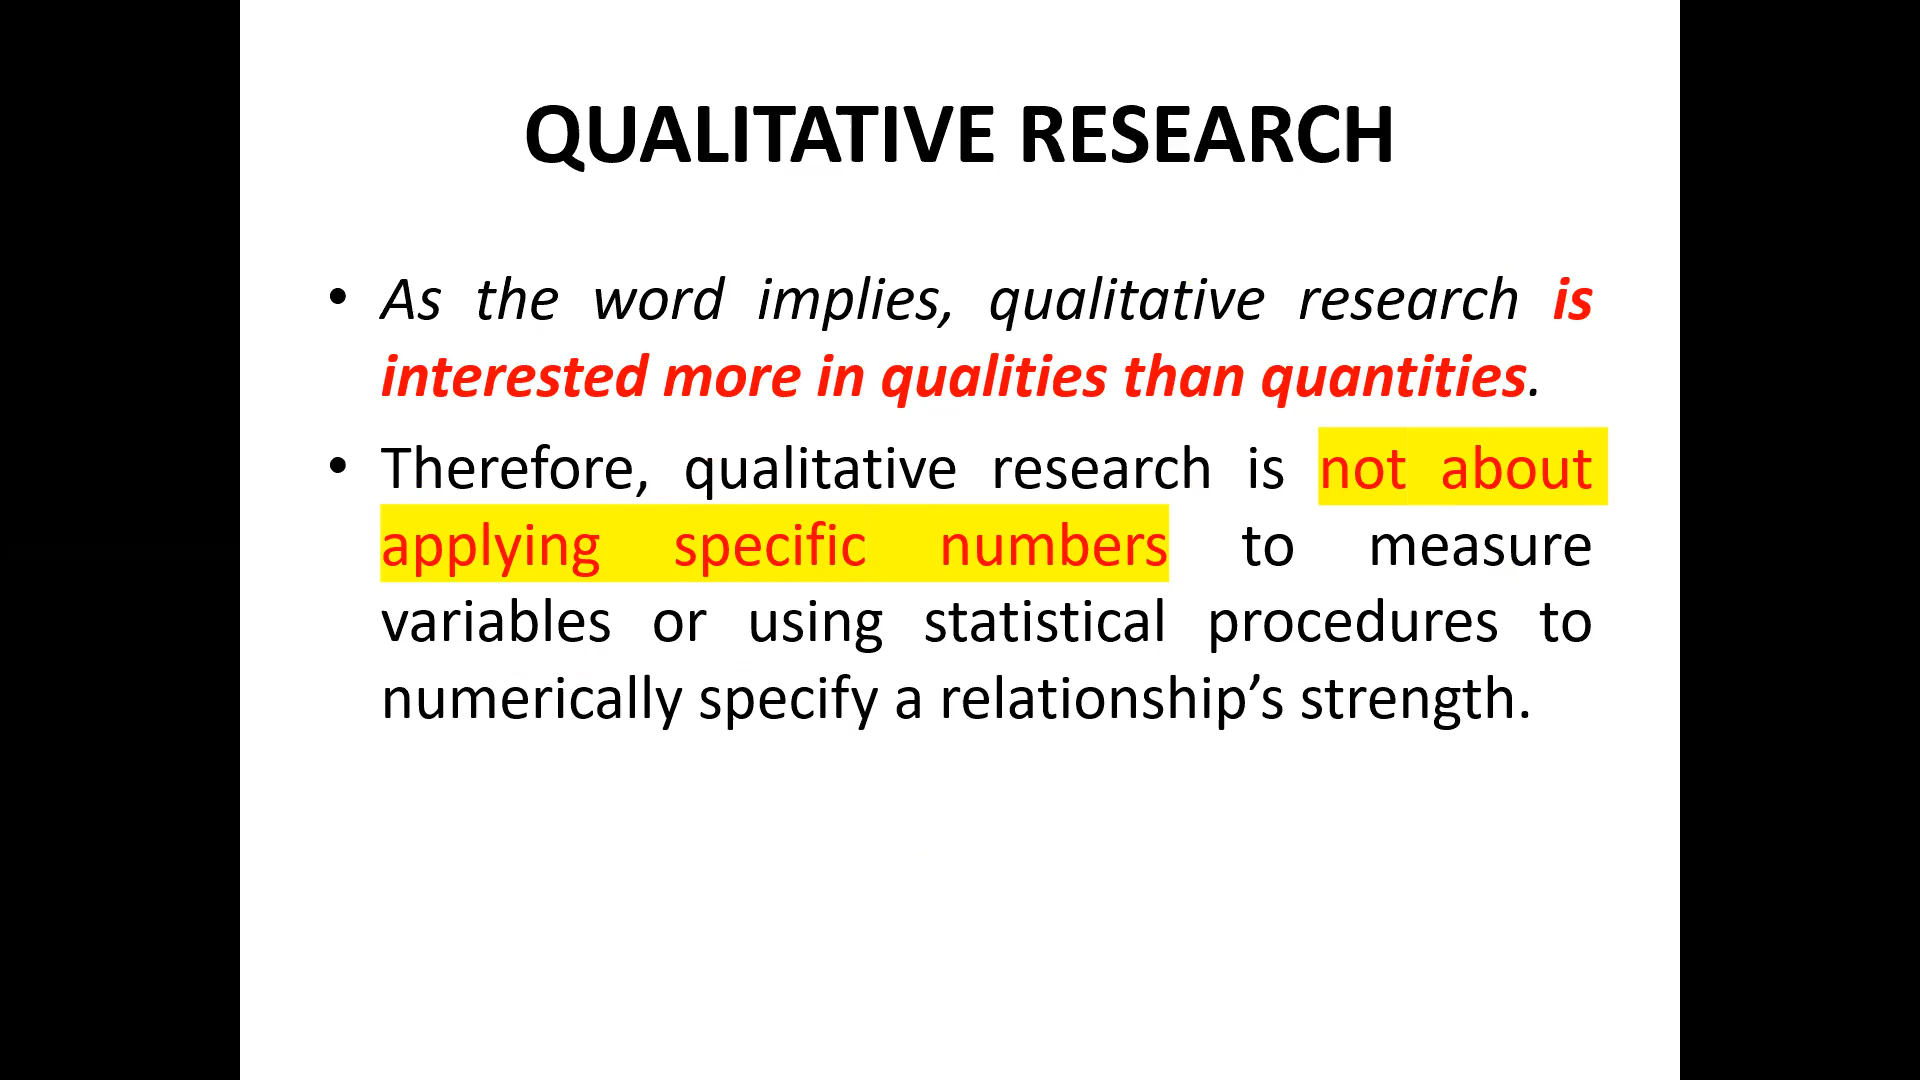 QUALITATIVE RESEARCH
• As the word implies, qualitative research is
interested more in qualities than quantities.
• Therefore, qualitative research is not about
applying specific numbers to measure
variables or using statistical procedures to
numerically specify a relationship’s strength.